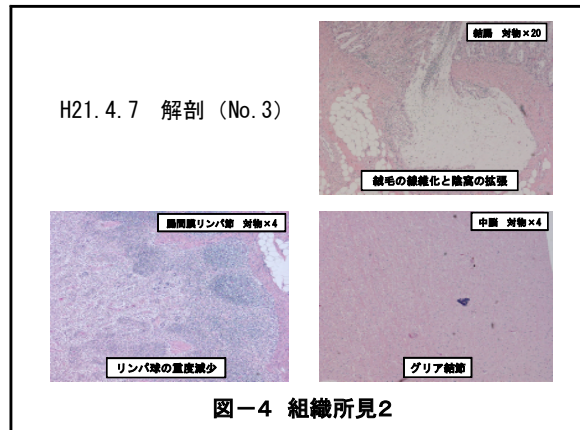 結腸　対物×20
H21.4.7　解剖（No.3）
絨毛の線維化と陰窩の拡張
腸間膜リンパ節　対物×4
中脳　対物×4
リンパ球の重度減少
グリア結節
図－4　組織所見2